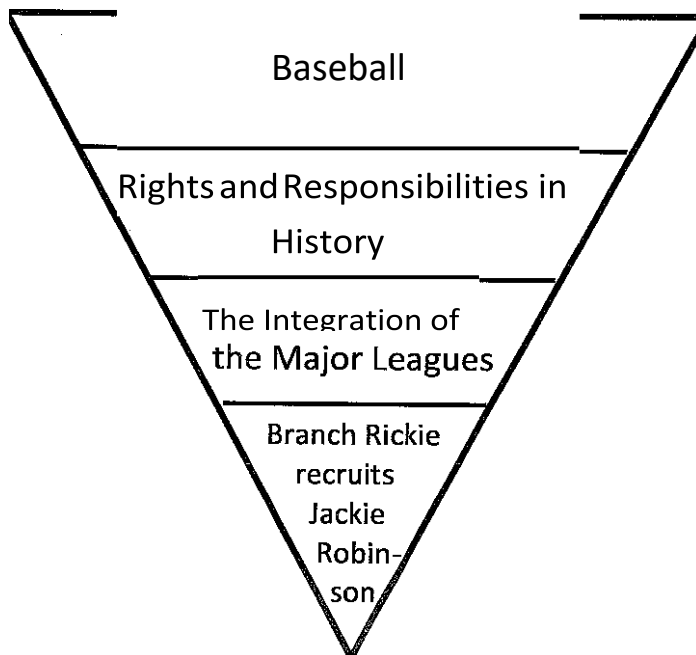 Baseball
Rights and Responsibilities in
History
The Integration of
the Major Leagues
Branch Rickie
recruits
Jackie
Robin-
son